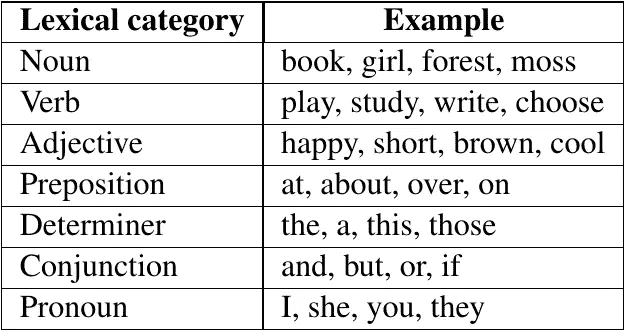 Lexical category Example
Noun book, girl, forest, moss
Verb play, study, write, choose
Adjective happy, short, brown, cool
Preposition at, about, over, on
Determiner the, a, this, those
Conjunction and, but, or, if
Pronoun I, she, you, they